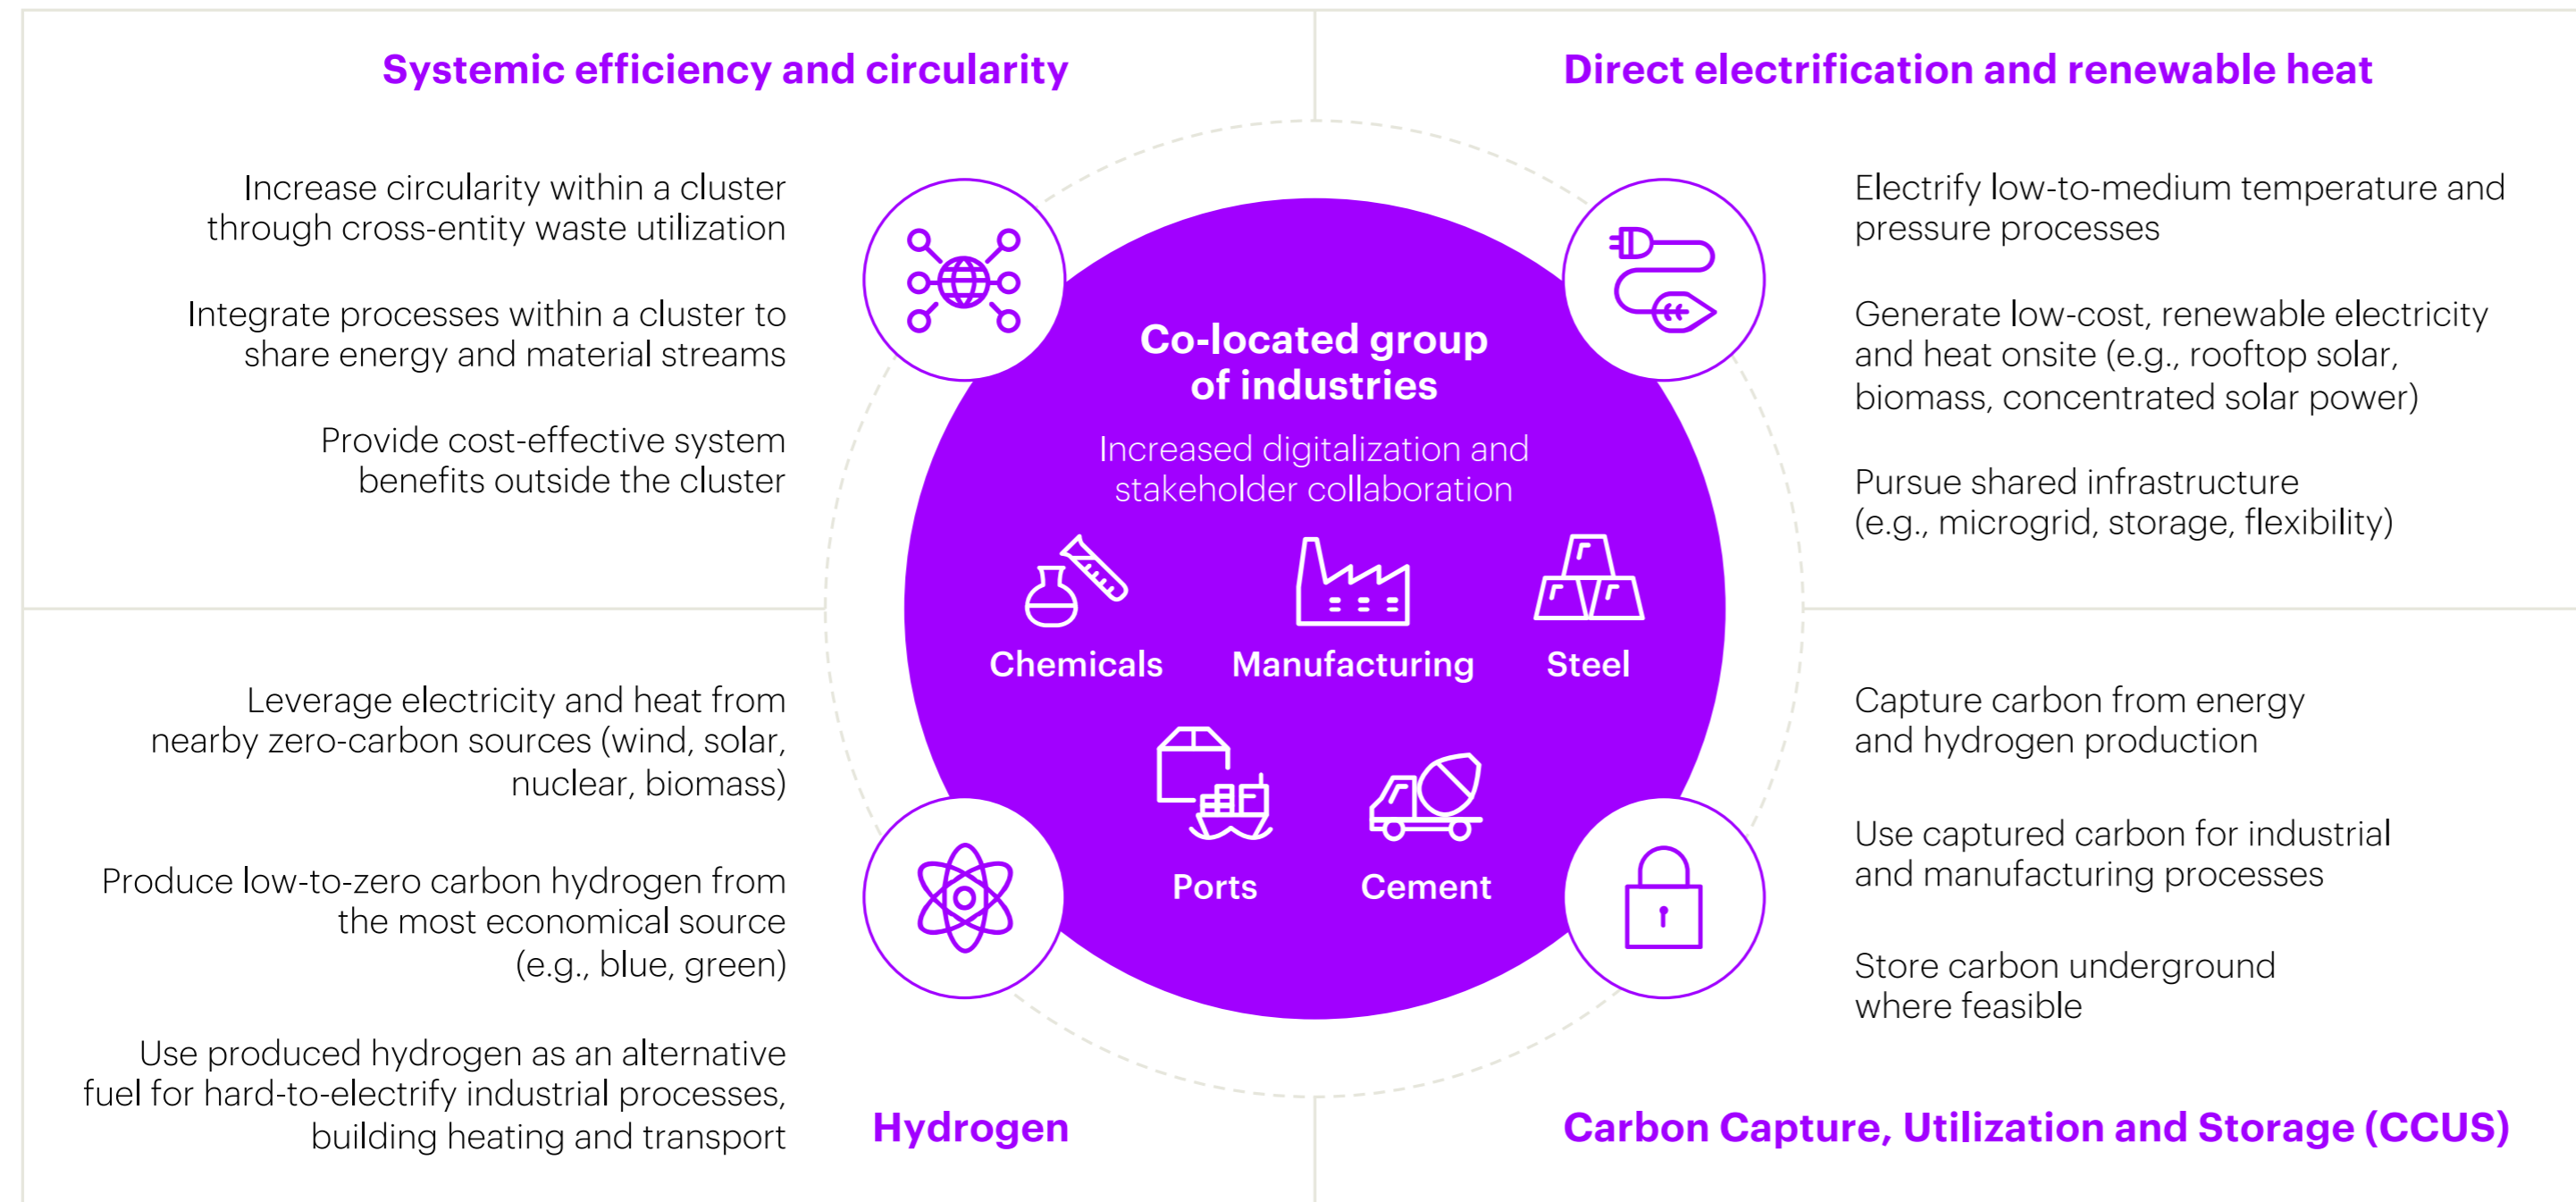 Systemic efficiency and circularity
Increase circularity within a cluster
through cross-entity waste utilization
Integrate processes within a cluster to
share energy and material streams
Provide cost-effective system
benefits outside the cluster
Direct electrification and renewable heat
Electrify low-to-medium temperature and
pressure processes
Generate low-cost, renewable electricity
and heat onsite (e.g., rooftop solar,
biomass, concentrated solar power)
Pursue shared infrastructure
(e.g., microgrid, storage, flexibility)
Co-located group
of industries
Increased digitalization and
stakeholder collaboration
Chemicals
Manufacturing
Steel
Ports
Cement
Leverage electricity and heat from
nearby zero-carbon sources (wind, solar,
nuclear, biomass)
Produce low-to-zero carbon hydrogen from
the most economical source
(e.g., blue, green)
Use produced hydrogen as an alternative
fuel for hard-to-electrify industrial processes,
building heating and transport
Hydrogen
Capture carbon from energy
and hydrogen production
Use captured carbon for industrial
and manufacturing processes
Store carbon underground
where feasible
Carbon Capture, Utilization and Storage (CCUS)